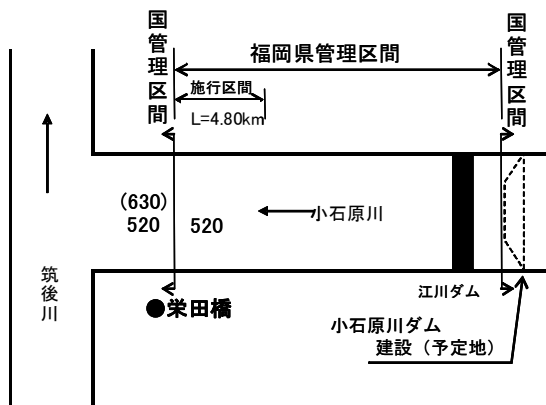 国管理区間
福岡県管理区間
国管理区間
施行区間
L=4.80km
(630)
520
520
小石原川
筑後川
江川ダム
●栄田橋
小石原川ダム
建設（予定地）